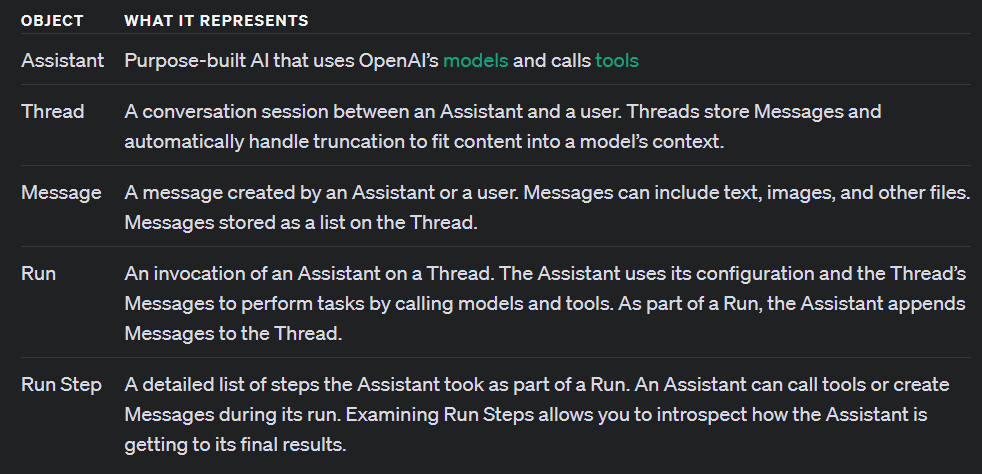 OBJECT WHAT IT REPRESENTS
Assistant Purpose-built AI that uses OpenAI’s models and calls tools
Thread A conversation session between an Assistant and a user. Threads store Messages and
automatically handle truncation to fit content into a model’s context.
Message A message created by an Assistant or a user. Messages can include text, images, and other files.
Messages stored as a list on the Thread.
Run An invocation of an Assistant on a Thread. The Assistant uses its configuration and the Thread’s
Messages to perform tasks by calling models and tools. As part of a Run, the Assistant appends
Messages to the Thread.
Run Step A detailed list of steps the Assistant took as part of a Run. An Assistant can call tools or create
Messages during its run. Examining Run Steps allows you to introspect how the Assistant is
getting to its final results.